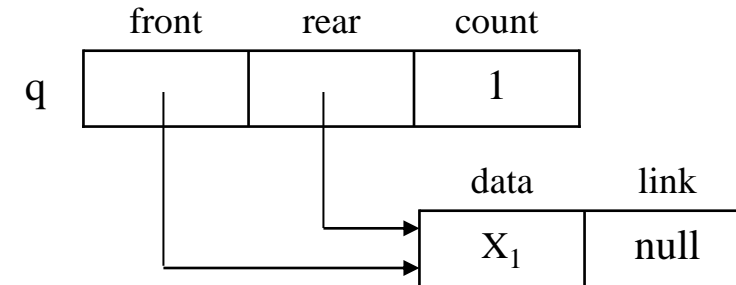 front rear count
q 1
data link
X₁ null